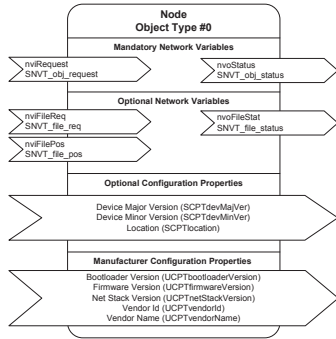 Node
Object Type #0
Mandatory Network Variables
nviRequest
SNVT_obj_request
nvoStatus
SNVT_obj_status
Optional Network Variables
nviFileReq
SNVT_file_req
nvoFileStat
SNVT_file_status
nviFilePos
SNVT_file_pos
Optional Configuration Properties
Device Major Version (SCPTdevMajVer)
Device Minor Version (SCPTdevMinVer)
Location (SCPTlocation)
Manufacturer Configuration Properties
Bootloader Version (UCPTbootloaderVersion)
Firmware Version (UCPTfirmwareVersion)
Net Stack Version (UCPTnetStackVersion)
Vendor Id (UCPTvendorId)
Vendor Name (UCPTvendorName)